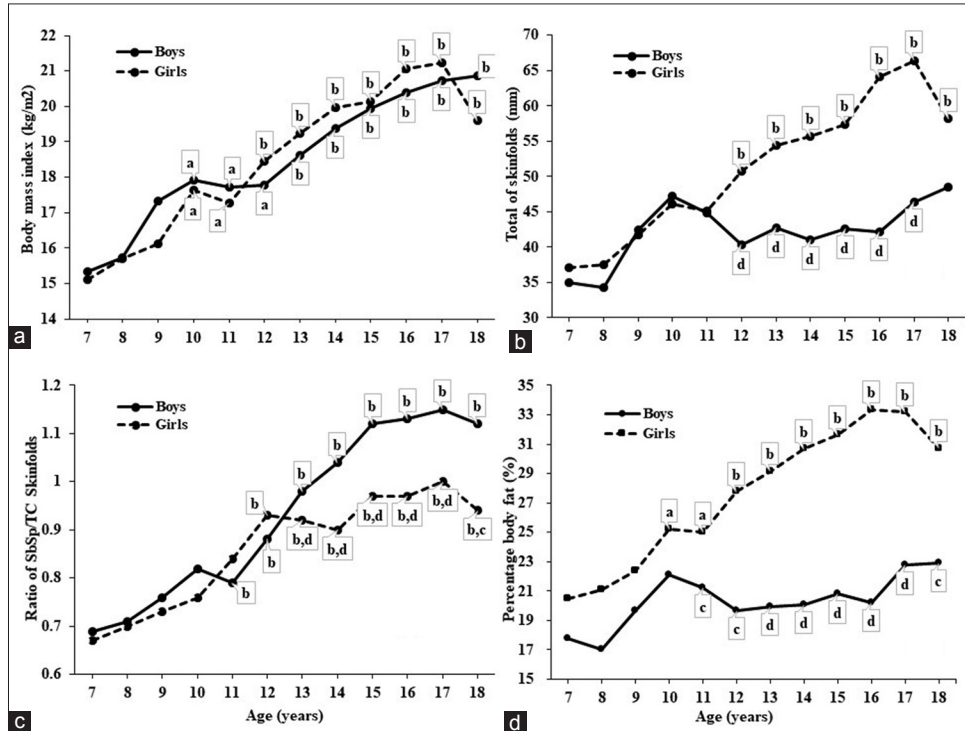 Body mass index (kg/m2)
22
21
20
19
18
17
16
15
14
Boys
Girls
a
a
a
a
b
a
b
b
b
b
b
b
b
b
b
b
b
b
7 8 9 10 11 12 13 14 15 16 17 18
a
Total of skinfolds (mm)
70
65
60
55
50
45
40
35
30
Boys
Girls
b
b
b
b
b
b
b
d
d
d
d
d
d
7 8 9 10 11 12 13 14 15 16 17 18
b
Ratio of SbSp/TC Skinfolds
1.2
1.1
1
0.9
0.8
0.7
0.6
Boys
Girls
b
b
b
b
b
b
b
b
b
b,d
b,d
b,d
b,d
b,d
b,c
7 8 9 10 11 12 13 14 15 16 17 18
Age (years)
c
Percentage body fat (%)
35
33
31
29
27
25
23
21
19
17
15
Boys
Girls
a
a
b
b
b
b
b
b
b
c
c
d
d
d
d
d
c
7 8 9 10 11 12 13 14 15 16 17 18
Age (years)
d